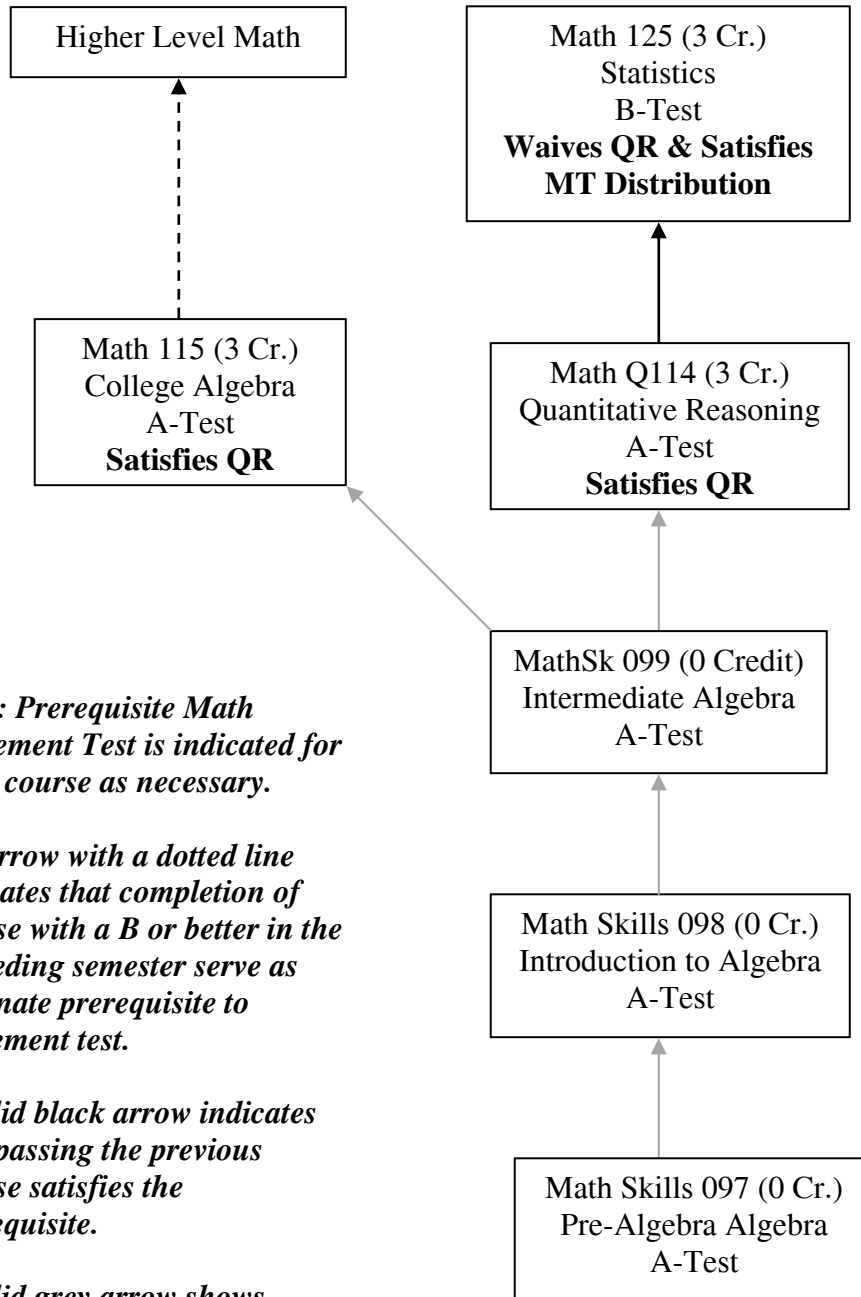 Higher Level Math
Math 125 (3 Cr.)
Statistics
B-Test
Waives QR & Satisfies
MT Distribution
Math 115 (3 Cr.)
College Algebra
A-Test
Satisfies QR
Math Q114 (3 Cr.)
Quantitative Reasoning
A-Test
Satisfies QR
MathSk 099 (0 Credit)
Intermediate Algebra
A-Test
: Prerequisite Math
ement Test is indicated for
course as necessary.
rrow with a dotted line
ates that completion of
se with a B or better in the
eding semester serve as
nate prerequisite to
ement test.
lid black arrow indicates
passing the previous
se satisfies the
equisite.
lid grey arrow shows
Math Skills 098 (0 Cr.)
Introduction to Algebra
A-Test
Math Skills 097 (0 Cr.)
Pre-Algebra Algebra
A-Test